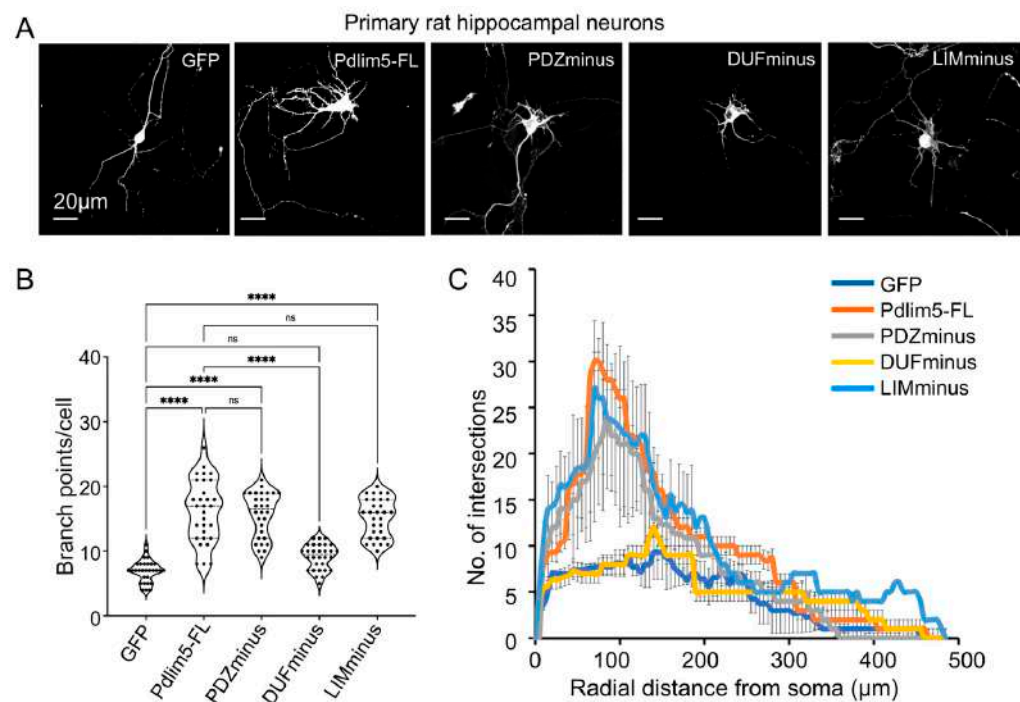 Primary rat hippocampal neurons
A
GFP
Pdlim5-FL
PDZminus
DUFminus
LIMminus
20µm
B
****
ns
ns
****
****
****
ns
40
30
20
10
0
Branch points/cell
GFP
Pdlim5-FL
PDZminus
DUFminus
LIMminus
C
40
35
30
25
20
15
10
5
0
No. of intersections
GFP
Pdlim5-FL
PDZminus
DUFminus
LIMminus
0
100
200
300
400
500
Radial distance from soma (µm)